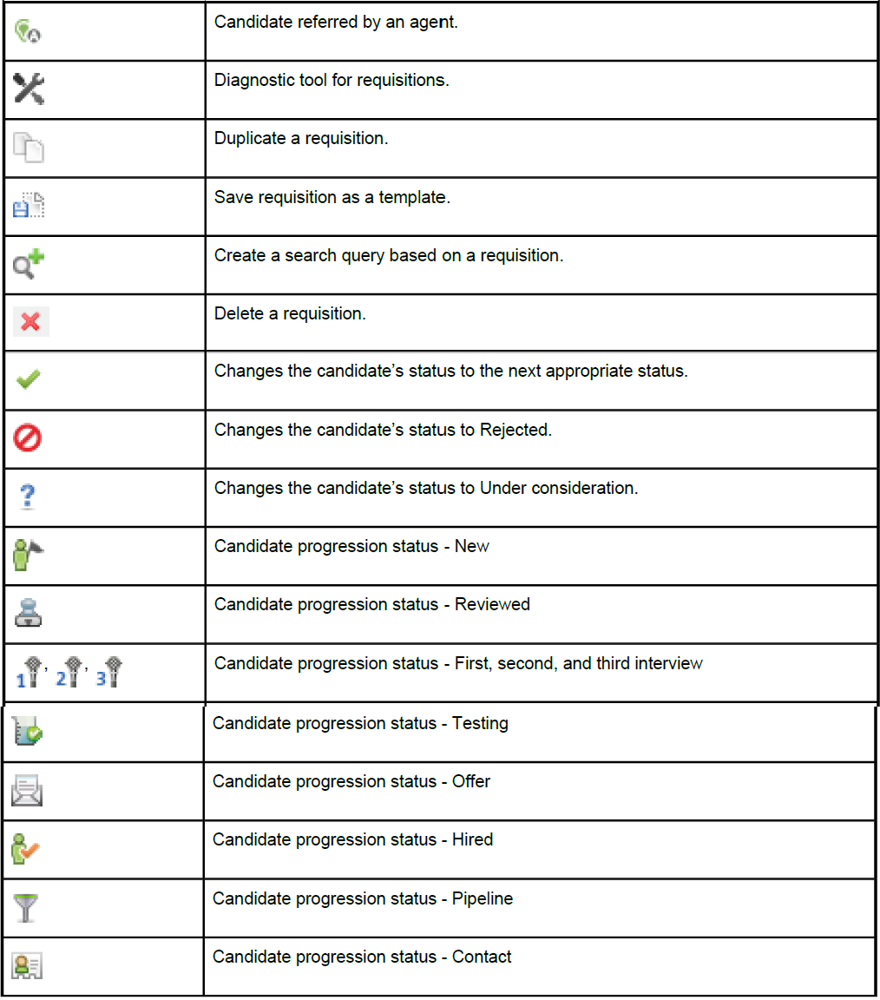 Candidate referred by an agent.
Diagnostic tool for requisitions.
Duplicate a requisition.
Save requisition as a template.
Create a search query based on a requisition.
Delete a requisition.
Changes the candidate’s status to the next appropriate status.
Changes the candidate’s status to Rejected.
? Changes the candidate’s status to Under consideration.
Candidate progression status - New
Candidate progression status - Reviewed
1 , 2 , 3 Candidate progression status - First, second, and third interview
Candidate progression status - Testing
Candidate progression status - Offer
Candidate progression status - Hired
Candidate progression status - Pipeline
Candidate progression status - Contact